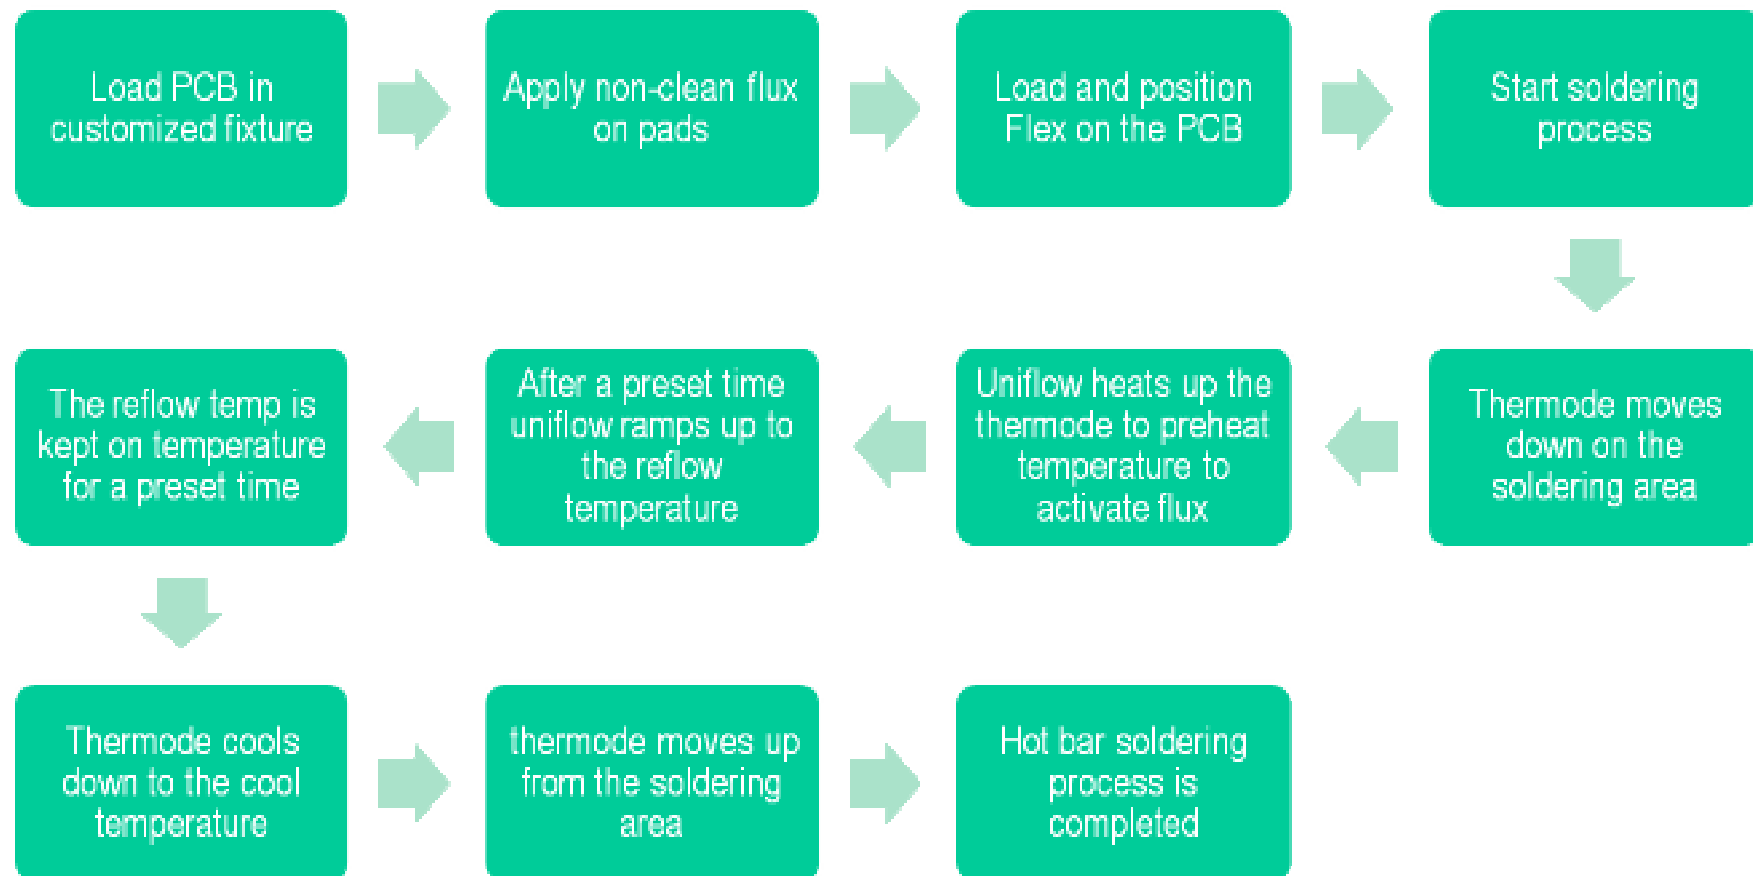 Load PCB in
customized fixture
Apply non-clean flux
on pads
Load and position
Flex on the PCB
Start soldering
process
Thermode moves
down on the
soldering area
Uniflow heats up the
thermode to preheat
temperature to
activate flux
After a preset time
uniflow ramps up to
the reflow
temperature
The reflow temp is
kept on temperature
for a preset time
Thermode cools
down to the cool
temperature
thermode moves up
from the soldering
area
Hot bar soldering
process is
completed